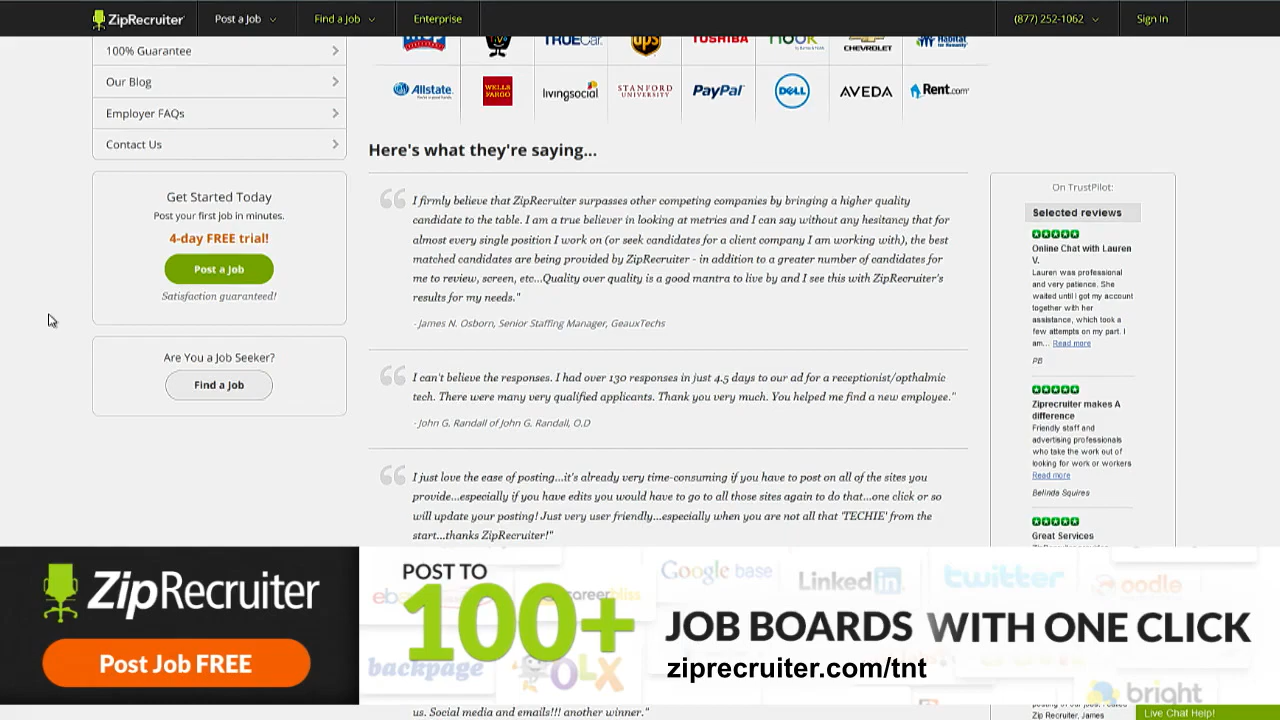 ZipRecruiter
Post a Job
Find a Job
Enterprise
(877) 252-1062
Sign In
100% Guarantee
Our Blog
Employer FAQs
Contact Us
TRUECar
ups
TOSHIBA
CHEVROLET
Habitat
for Humanity
Allstate
WELLS
FARGO
livingsocial
STANFORD
UNIVERSITY
PayPal
DELL
AVEDA
Rent.com
Get Started Today
Post your first job in minutes.
4-day FREE trial!
Post a Job
Satisfaction guaranteed!
Are You a Job Seeker?
Find a Job
Here's what they're saying...
I firmly believe that ZipRecruiter surpasses other competing companies by bringing a higher quality
candidate to the table. I am a true believer in looking at metrics and I can say without any hesitancy that for
almost every single position I work on (or seek candidates for a client company I am working with), the best
matched candidates are being provided by ZipRecruiter - in addition to a greater number of candidates for
me to review, screen, etc...Quality over quality is a good mantra to live by and I see this with ZipRecruiter's
results for my needs."
- James N. Osborn, Senior Staffing Manager, GeauxTechs
I can't believe the responses. I had over 130 responses in just 4.5 days to our ad for a receptionist/opthalmic
tech. There were many very qualified applicants. Thank you very much. You helped me find a new employee."
- John G. Randall of John G. Randall, O.D
I just love the ease of posting...it's already very time-consuming if you have to post on all of the sites you
provide...especially if you have edits you would have to go to all those sites again to do that...one click or so
will update your posting! Just very user friendly...especially when you are not all that 'TECHIE' from the
start...thanks ZipRecruiter!"
On TrustPilot:
Selected reviews
Online Chat with Lauren
V.
Lauren was professional
and very patience. She
waited until I got my account
together with her
assistance, which took a
few attempts on my part. I
am... Read more
PB
Ziprecruiter makes A
difference
Friendly staff and
advertising professionals
who take the work out of
looking for work or workers
Read more
Belinda Squires
Great Services
ZipRecruiter
Post Job FREE
POST TO
100+
JOB BOARDS WITH ONE CLICK
ziprecruiter.com/tnt
Google base
LinkedIn
twitter
oodle
backpage
OLX
bright
us. Social media and emails!!! another winner."
Zip Recruiter, James
Live Chat Help!